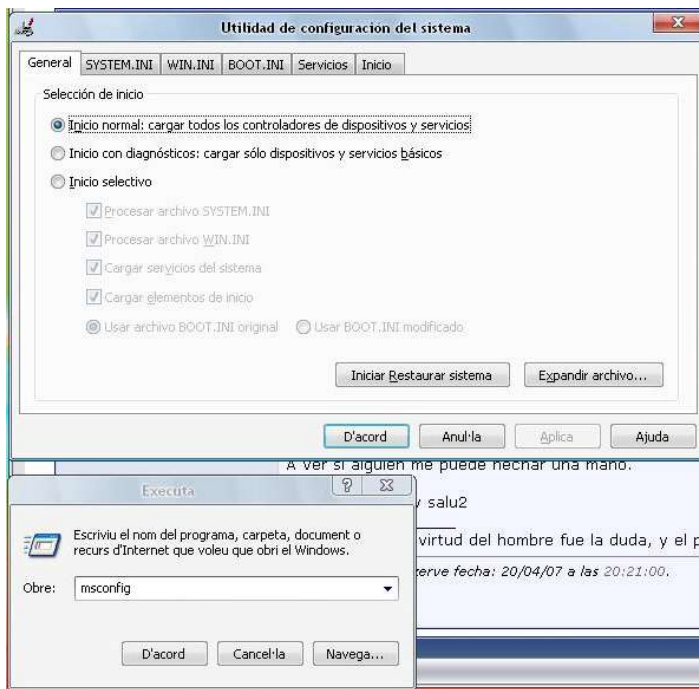 Utilidad de configuración del sistema
General SYSTEM.INI WIN.INI BOOT.INI Servicios Inicio
Selección de inicio
Inicio normal: cargar todos los controladores de dispositivos y servicios
Inicio con diagnósticos: cargar sólo dispositivos y servicios básicos
Inicio selectivo
Procesar archivo SYSTEM.INI
Procesar archivo WIN.INI
Cargar servicios del sistema
Cargar elementos de inicio
Usar archivo BOOT.INI original Usar BOOT.INI modificado
Iniciar Restaurar sistema Expandir archivo...
D'acord Anul·la Aplica Ajuda
A ver si alguien me puede hechar una mano.
Executa
y salu2
Escriviu el nom del programa, carpeta, document o
recurs d'Internet que voleu que obri el Windows.
virtud del hombre fue la duda, y el p
erve fecha: 20/04/07 a las 20:21:00.
Obre: msconfig
D'acord Cancel·la Navega...